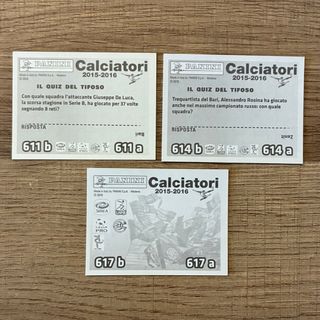 PANINI
Calciatori
2015-2016
IL QUIZ DEL TIFOSO
Con quale squadra l'attaccante Giuseppe De Luca,
la scorsa stagione in Serie B, ha giocato per 37 volte
segnando 8 reti?
RISPOSTA
Bari
611 b
611 a
PANINI
Calciatori
2015-2016
IL QUIZ DEL TIFOSO
Trequartista del Bari, Alessandro Rosina ha giocato
anche nel massimo campionato russo: con quale
squadra?
RISPOSTA
Zenit
614 b
614 a
PANINI
Calciatori
2015-2016
617 b
617 a